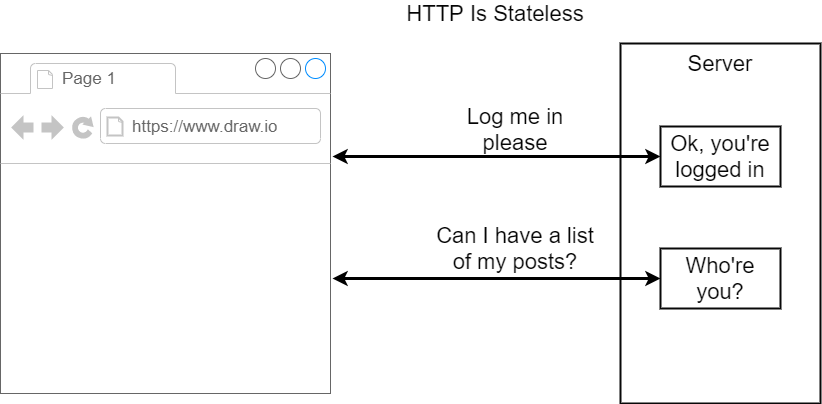 HTTP Is Stateless
Page 1
https://www.draw.io
Server
Log me in
please
Ok, you're
logged in
Can I have a list
of my posts?
Who're
you?